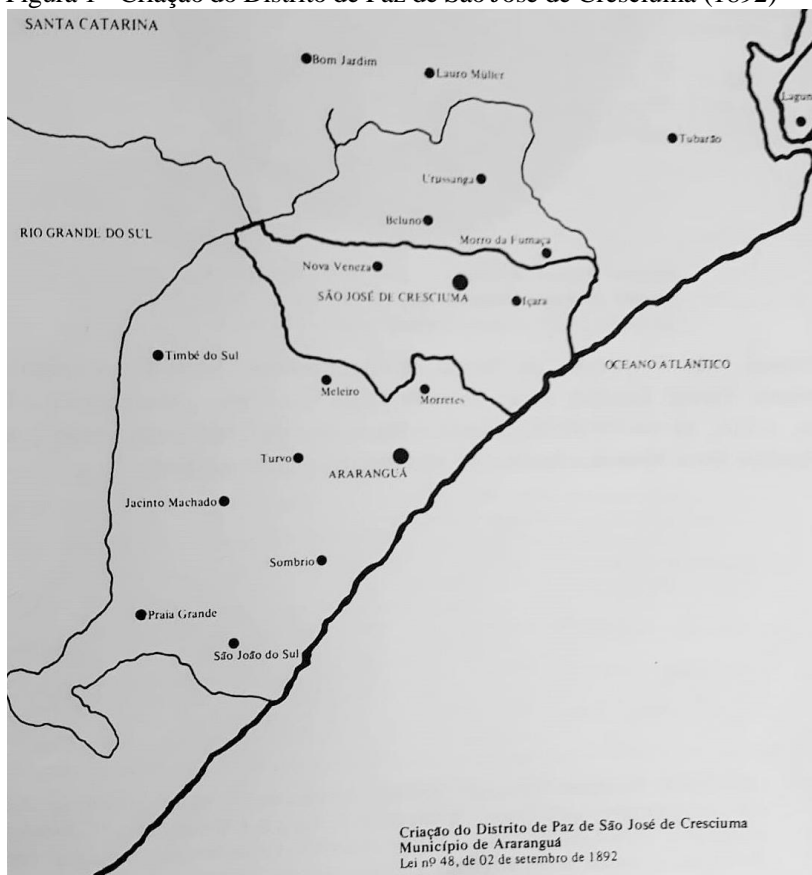 Figura 1 - Criação do Distrito de Paz de São José de Cresciuma (1892)
SANTA CATARINA
Bom Jardim
Lauro Müller
Lagun
Tubarão
Urussanga
Beluno
RIO GRANDE DO SUL
Morro da Fumaça
Nova Veneza
SÃO JOSÉ DE CRESCIUMA
Içara
Timbé do Sul
OCEANO ATLÂNTICO
Meleiro
Morretes
Turvo
ARARANGUÁ
Jacinto Machado
Sombrio
Praia Grande
São João do Sul
Criação do Distrito de Paz de São José de Cresciuma
Município de Araranguá
Lei nº 48, de 02 de setembro de 1892